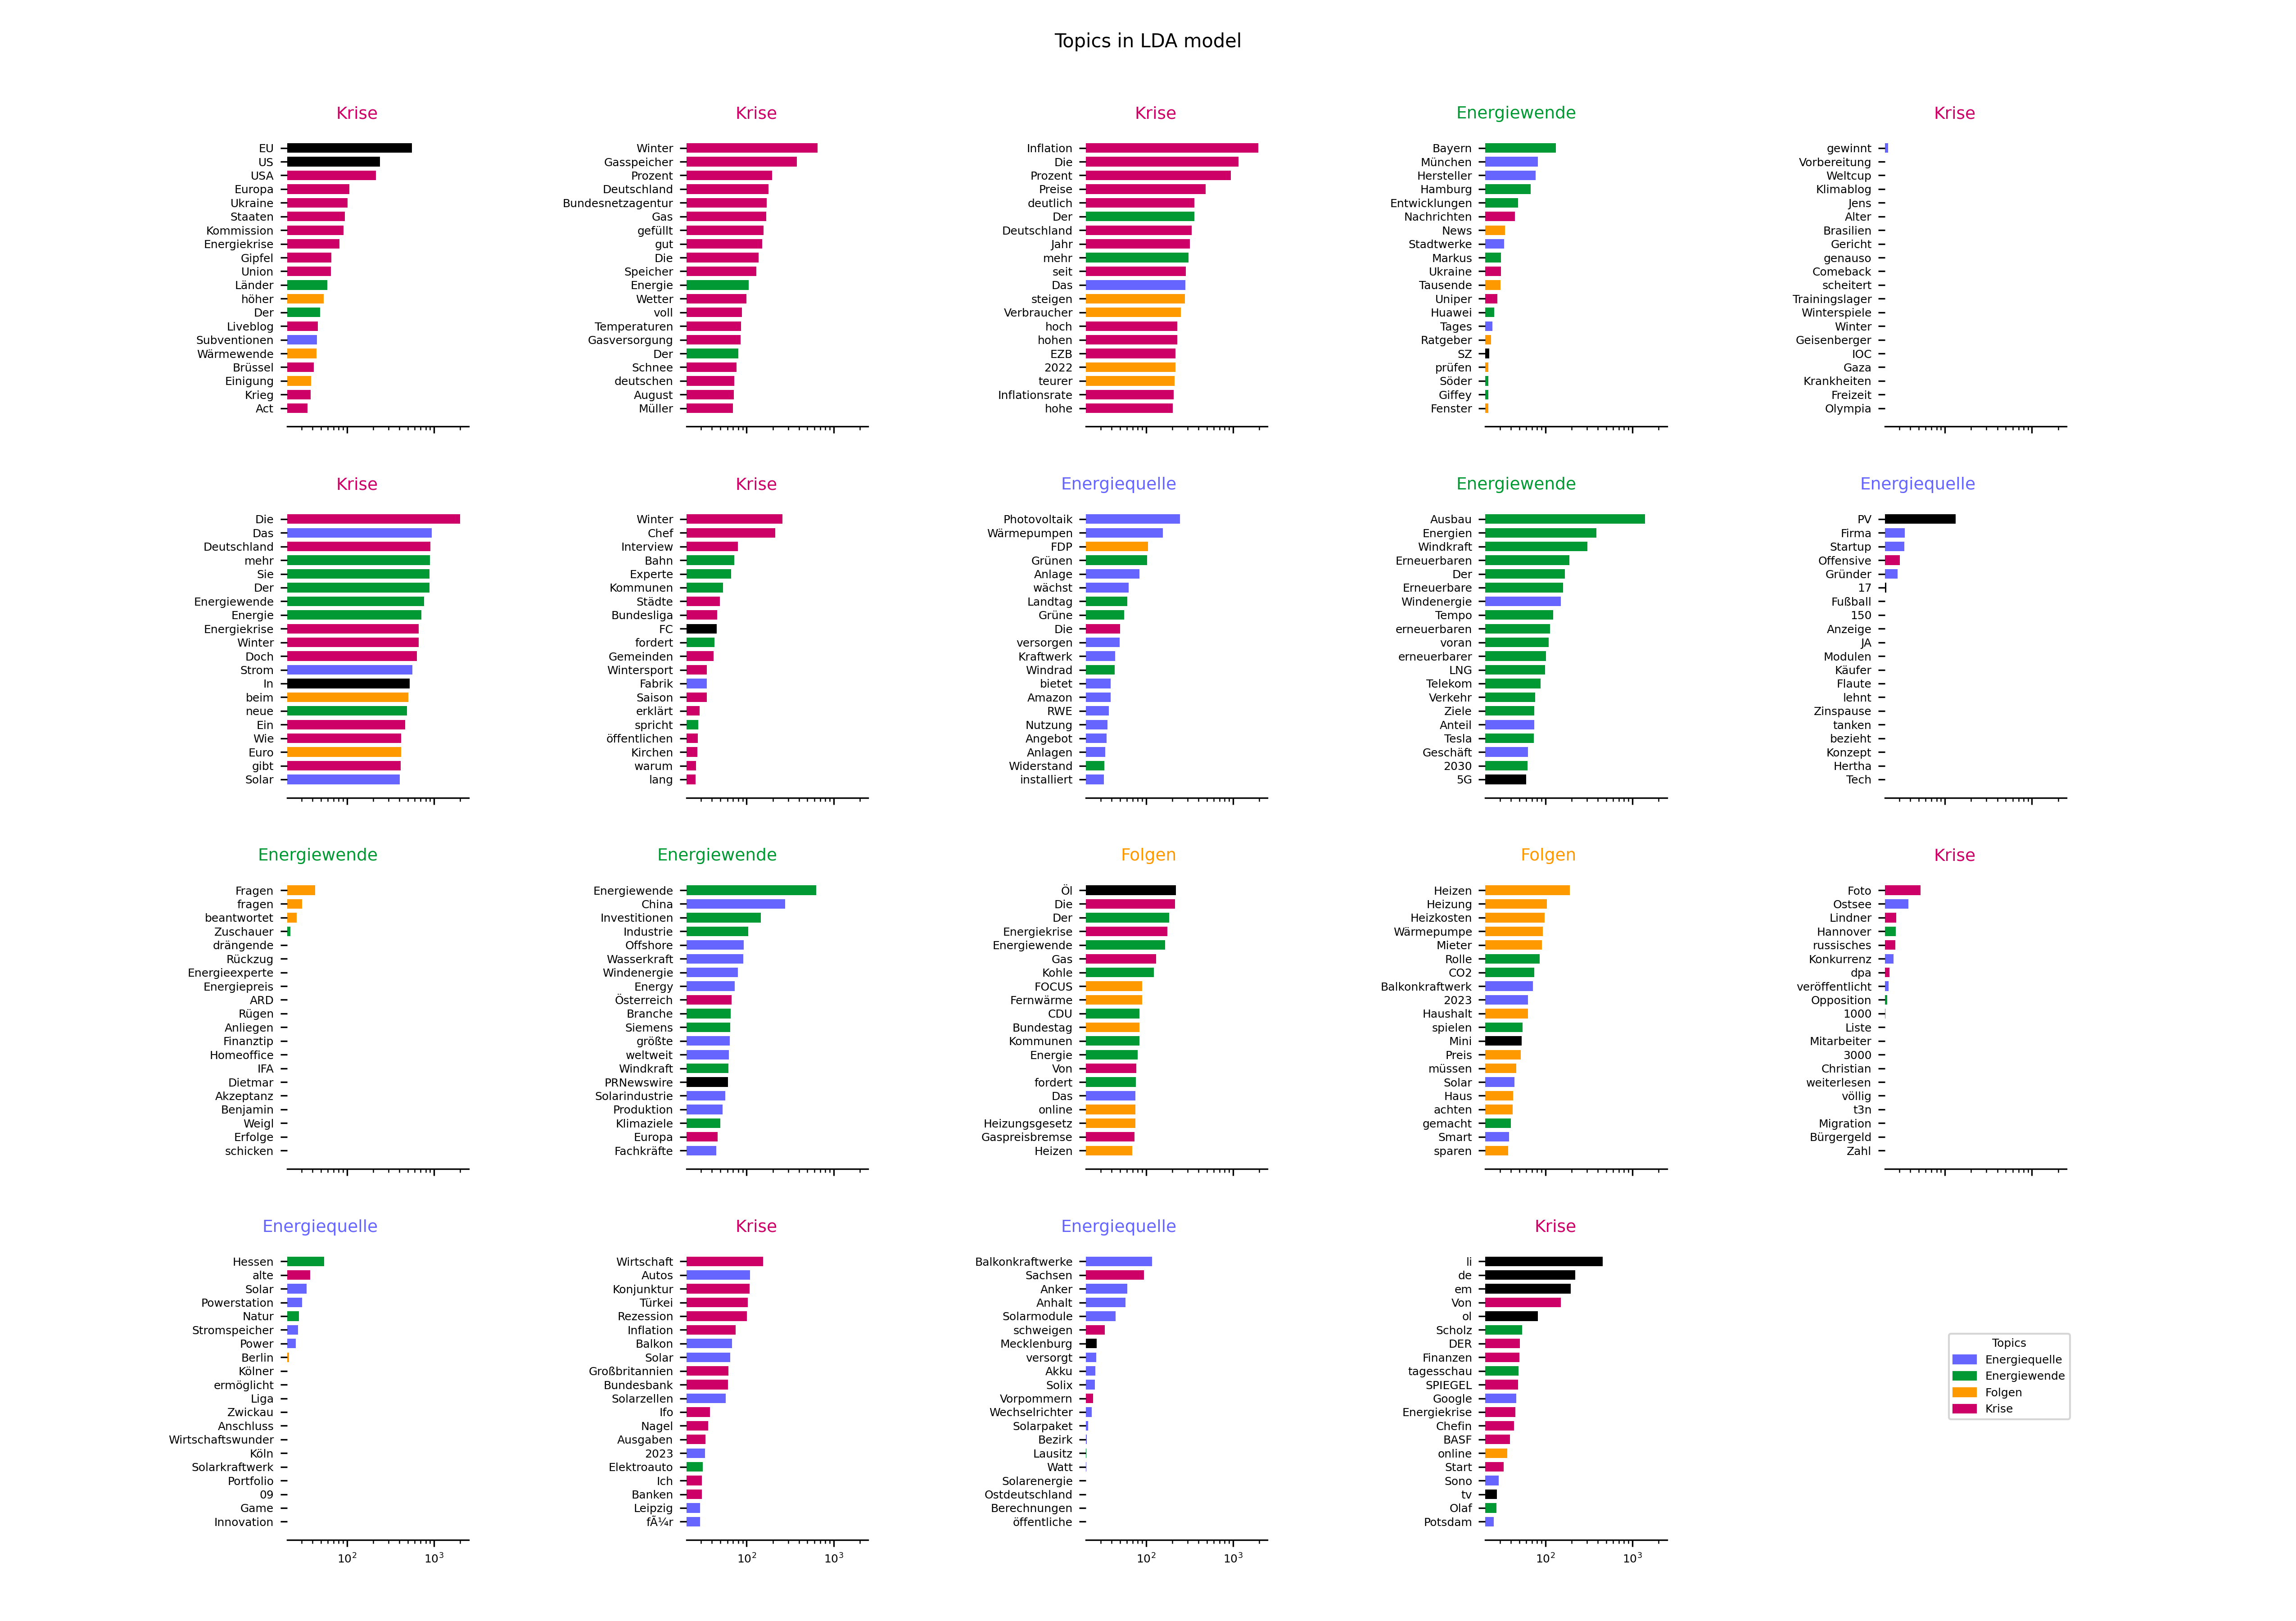 Topics in LDA model
Krise
EU
US
USA
Europa
Ukraine
Staaten
Kommission
Energiekrise
Gipfel
Union
Länder
höher
Der
Liveblog
Subventionen
Wärmewende
Brüssel
Einigung
Krieg
Act
Krise
Winter
Gasspeicher
Prozent
Deutschland
Bundesnetzagentur
Gas
gefüllt
gut
Die
Speicher
Energie
Wetter
voll
Temperaturen
Gasversorgung
Der
Schnee
deutschen
August
Müller
Krise
Inflation
Die
Prozent
Preise
deutlich
Der
Deutschland
Jahr
mehr
seit
Das
steigen
Verbraucher
hoch
hohen
EZB
2022
teurer
Inflationsrate
hohe
Energiewende
Bayern
München
Hersteller
Hamburg
Entwicklungen
Nachrichten
News
Stadtwerke
Markus
Ukraine
Tausende
Uniper
Huawei
Tages
Ratgeber
SZ
prüfen
Söder
Giffey
Fenster
Krise
gewinnt
Vorbereitung
Weltcup
Klimablog
Jens
Alter
Brasilien
Gericht
genauso
Comeback
scheitert
Trainingslager
Winterspiele
Winter
Geisenberger
IOC
Gaza
Krankheiten
Freizeit
Olympia
Krise
Die
Das
Deutschland
mehr
Sie
Der
Energiewende
Energie
Energiekrise
Winter
Doch
Strom
In
beim
neue
Ein
Wie
Euro
gibt
Solar
Krise
Winter
Chef
Interview
Bahn
Experte
Kommunen
Städte
Bundesliga
FC
fordert
Gemeinden
Wintersport
Fabrik
Saison
erklärt
spricht
öffentlichen
Kirchen
warum
lang
Energiequelle
Photovoltaik
Wärmepumpen
FDP
Grünen
Anlage
wächst
Landtag
Grüne
Die
versorgen
Kraftwerk
Windrad
bietet
Amazon
RWE
Nutzung
Angebot
Anlagen
Widerstand
installiert
Energiewende
Ausbau
Energien
Windkraft
Erneuerbaren
Der
Erneuerbare
Windenergie
Tempo
erneuerbaren
voran
erneuerbarer
LNG
Telekom
Verkehr
Ziele
Anteil
Tesla
Geschäft
2030
5G
Energiequelle
PV
Firma
Startup
Offensive
Gründer
17
Fußball
150
Anzeige
JA
Modulen
Käufer
Flaute
lehnt
Zinspause
tanken
bezieht
Konzept
Hertha
Tech
Energiewende
Fragen
fragen
beantwortet
Zuschauer
drängende
Rückzug
Energieexperte
Energiepreis
ARD
Rügen
Anliegen
Finanztip
Homeoffice
IFA
Dietmar
Akzeptanz
Benjamin
Weigl
Erfolge
schicken
Energiewende
Energiewende
China
Investitionen
Industrie
Offshore
Wasserkraft
Windenergie
Energy
Österreich
Branche
Siemens
größte
weltweit
Windkraft
PRNewswire
Solarindustrie
Produktion
Klimaziele
Europa
Fachkräfte
Folgen
Öl
Die
Der
Energiekrise
Energiewende
Gas
Kohle
FOCUS
Fernwärme
CDU
Bundestag
Kommunen
Energie
Von
fordert
Das
online
Heizungsgesetz
Gaspreisbremse
Heizen
Folgen
Heizen
Heizung
Heizkosten
Wärmepumpe
Mieter
Rolle
CO2
Balkonkraftwerk
2023
Haushalt
spielen
Mini
Preis
müssen
Solar
Haus
achten
gemacht
Smart
sparen
Krise
Foto
Ostsee
Lindner
Hannover
russisches
Konkurrenz
dpa
veröffentlicht
Opposition
1000
Liste
Mitarbeiter
3000
Christian
weiterlesen
völlig
t3n
Migration
Bürgergeld
Zahl
Energiequelle
Hessen
alte
Solar
Powerstation
Natur
Stromspeicher
Power
Berlin
Kölner
ermöglicht
Liga
Zwickau
Anschluss
Wirtschaftswunder
Köln
Solarkraftwerk
Portfolio
09
Game
Innovation
10² 10³
Krise
Wirtschaft
Autos
Konjunktur
Türkei
Rezession
Inflation
Balkon
Solar
Großbritannien
Bundesbank
Solarzellen
Ifo
Nagel
Ausgaben
2023
Elektroauto
Ich
Banken
Leipzig
fÃ¼r
10² 10³
Energiequelle
Balkonkraftwerke
Sachsen
Anker
Anhalt
Solarmodule
schweigen
Mecklenburg
versorgt
Akku
Solix
Vorpommern
Wechselrichter
Solarpaket
Bezirk
Lausitz
Watt
Solarenergie
Ostdeutschland
Berechnungen
öffentliche
10² 10³
Krise
li
de
em
Von
ol
Scholz
DER
Finanzen
tagesschau
SPIEGEL
Google
Energiekrise
Chefin
BASF
online
Start
Sono
tv
Olaf
Potsdam
10² 10³
Topics
Energiequelle
Energiewende
Folgen
Krise